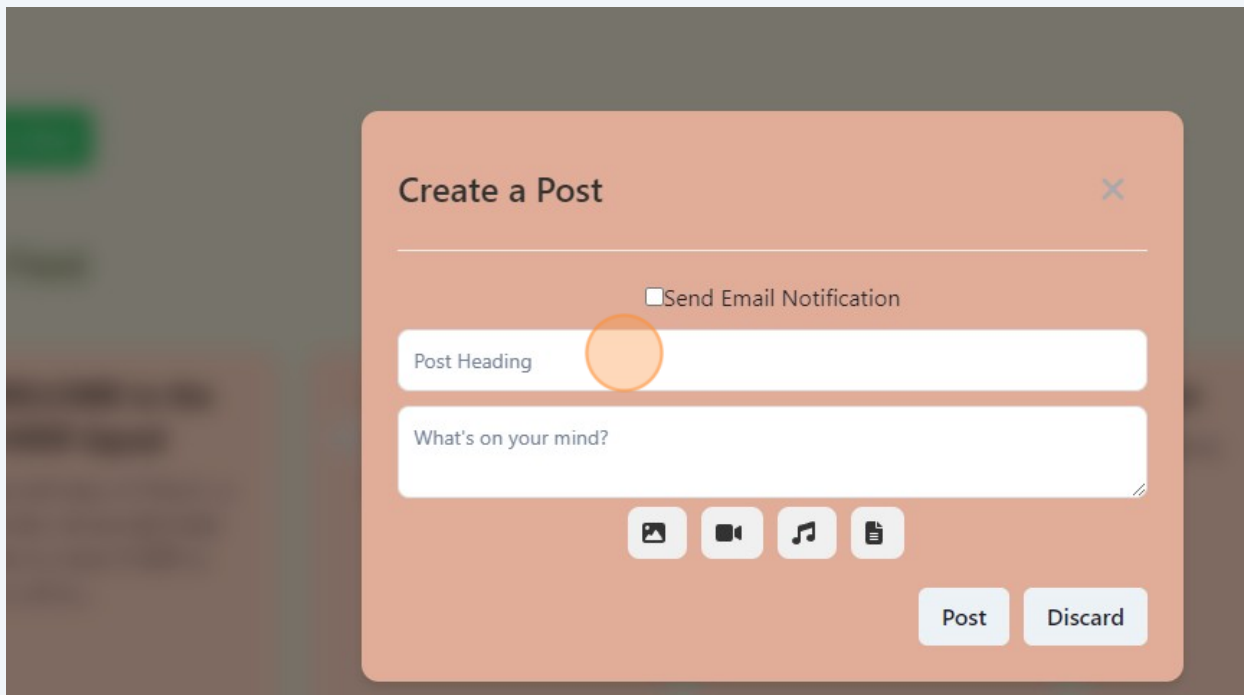 Create a Post
Send Email Notification
Post Heading
What's on your mind?
Post
Discard